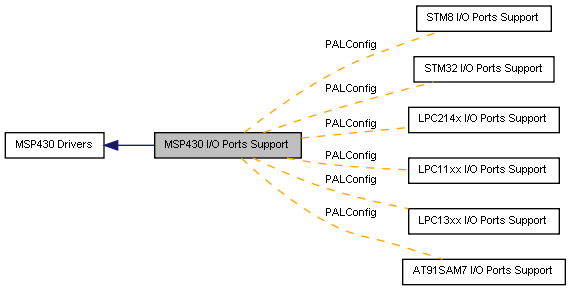 STM8 I/O Ports Support
PALConfig
STM32 I/O Ports Support
PALConfig
LPC214x I/O Ports Support
PALConfig
MSP430 Drivers
MSP430 I/O Ports Support
PALConfig
LPC11xx I/O Ports Support
PALConfig
LPC13xx I/O Ports Support
PALConfig
AT91SAM7 I/O Ports Support